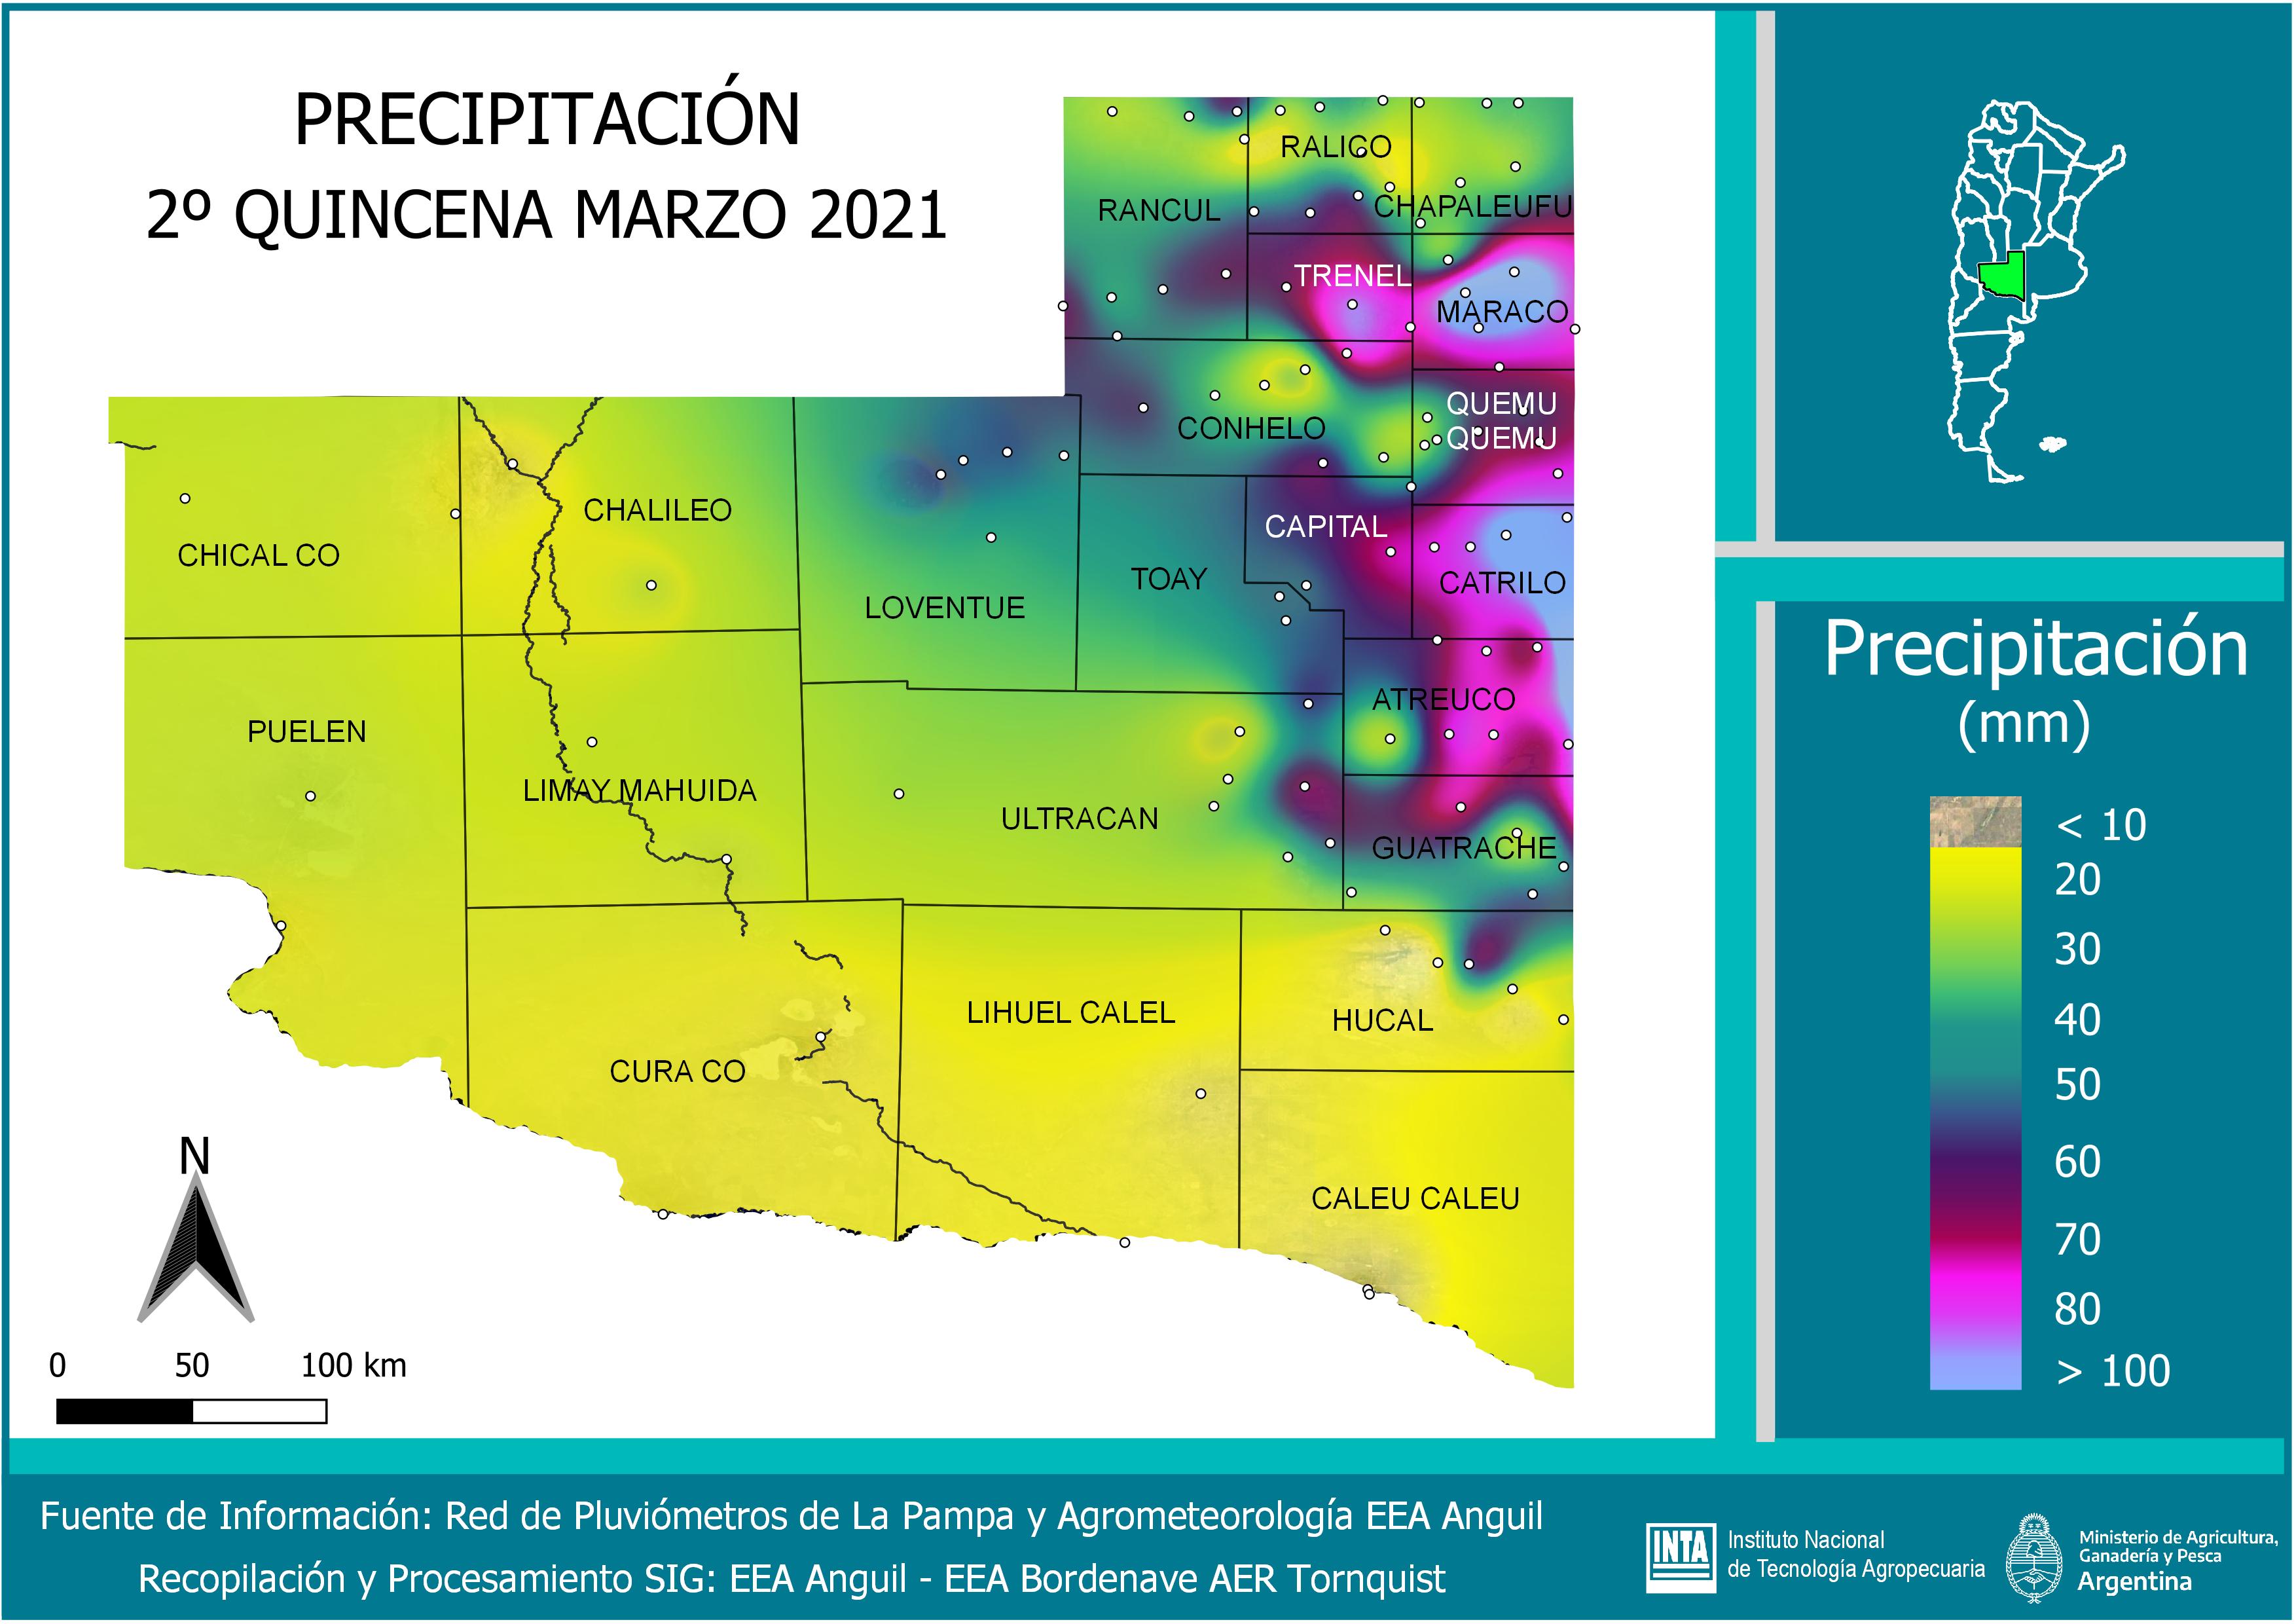 PRECIPITACIÓN
2º QUINCENA MARZO 2021
RALICO
RANCUL
CHAPALEUFU
TRENEL
MARACO
QUEMU
QUEMU
CONHELO
CHALILEO
CAPITAL
CHICAL CO
TOAY
CATRILO
LOVENTUE
ATREUCO
PUELEN
LIMAY MAHUIDA
ULTRACAN
GUATRACHE
LIHUEL CALEL
HUCAL
CURA CO
CALEU CALEU
N
0 50 100 km
Precipitación
(mm)
< 10
20
30
40
50
60
70
80
> 100
Fuente de Información: Red de Pluviómetros de La Pampa y Agrometeorología EEA Anguil
Recopilación y Procesamiento SIG: EEA Anguil - EEA Bordenave AER Tornquist
INTA
Instituto Nacional
de Tecnología Agropecuaria
Ministerio de Agricultura,
Ganadería y Pesca
Argentina